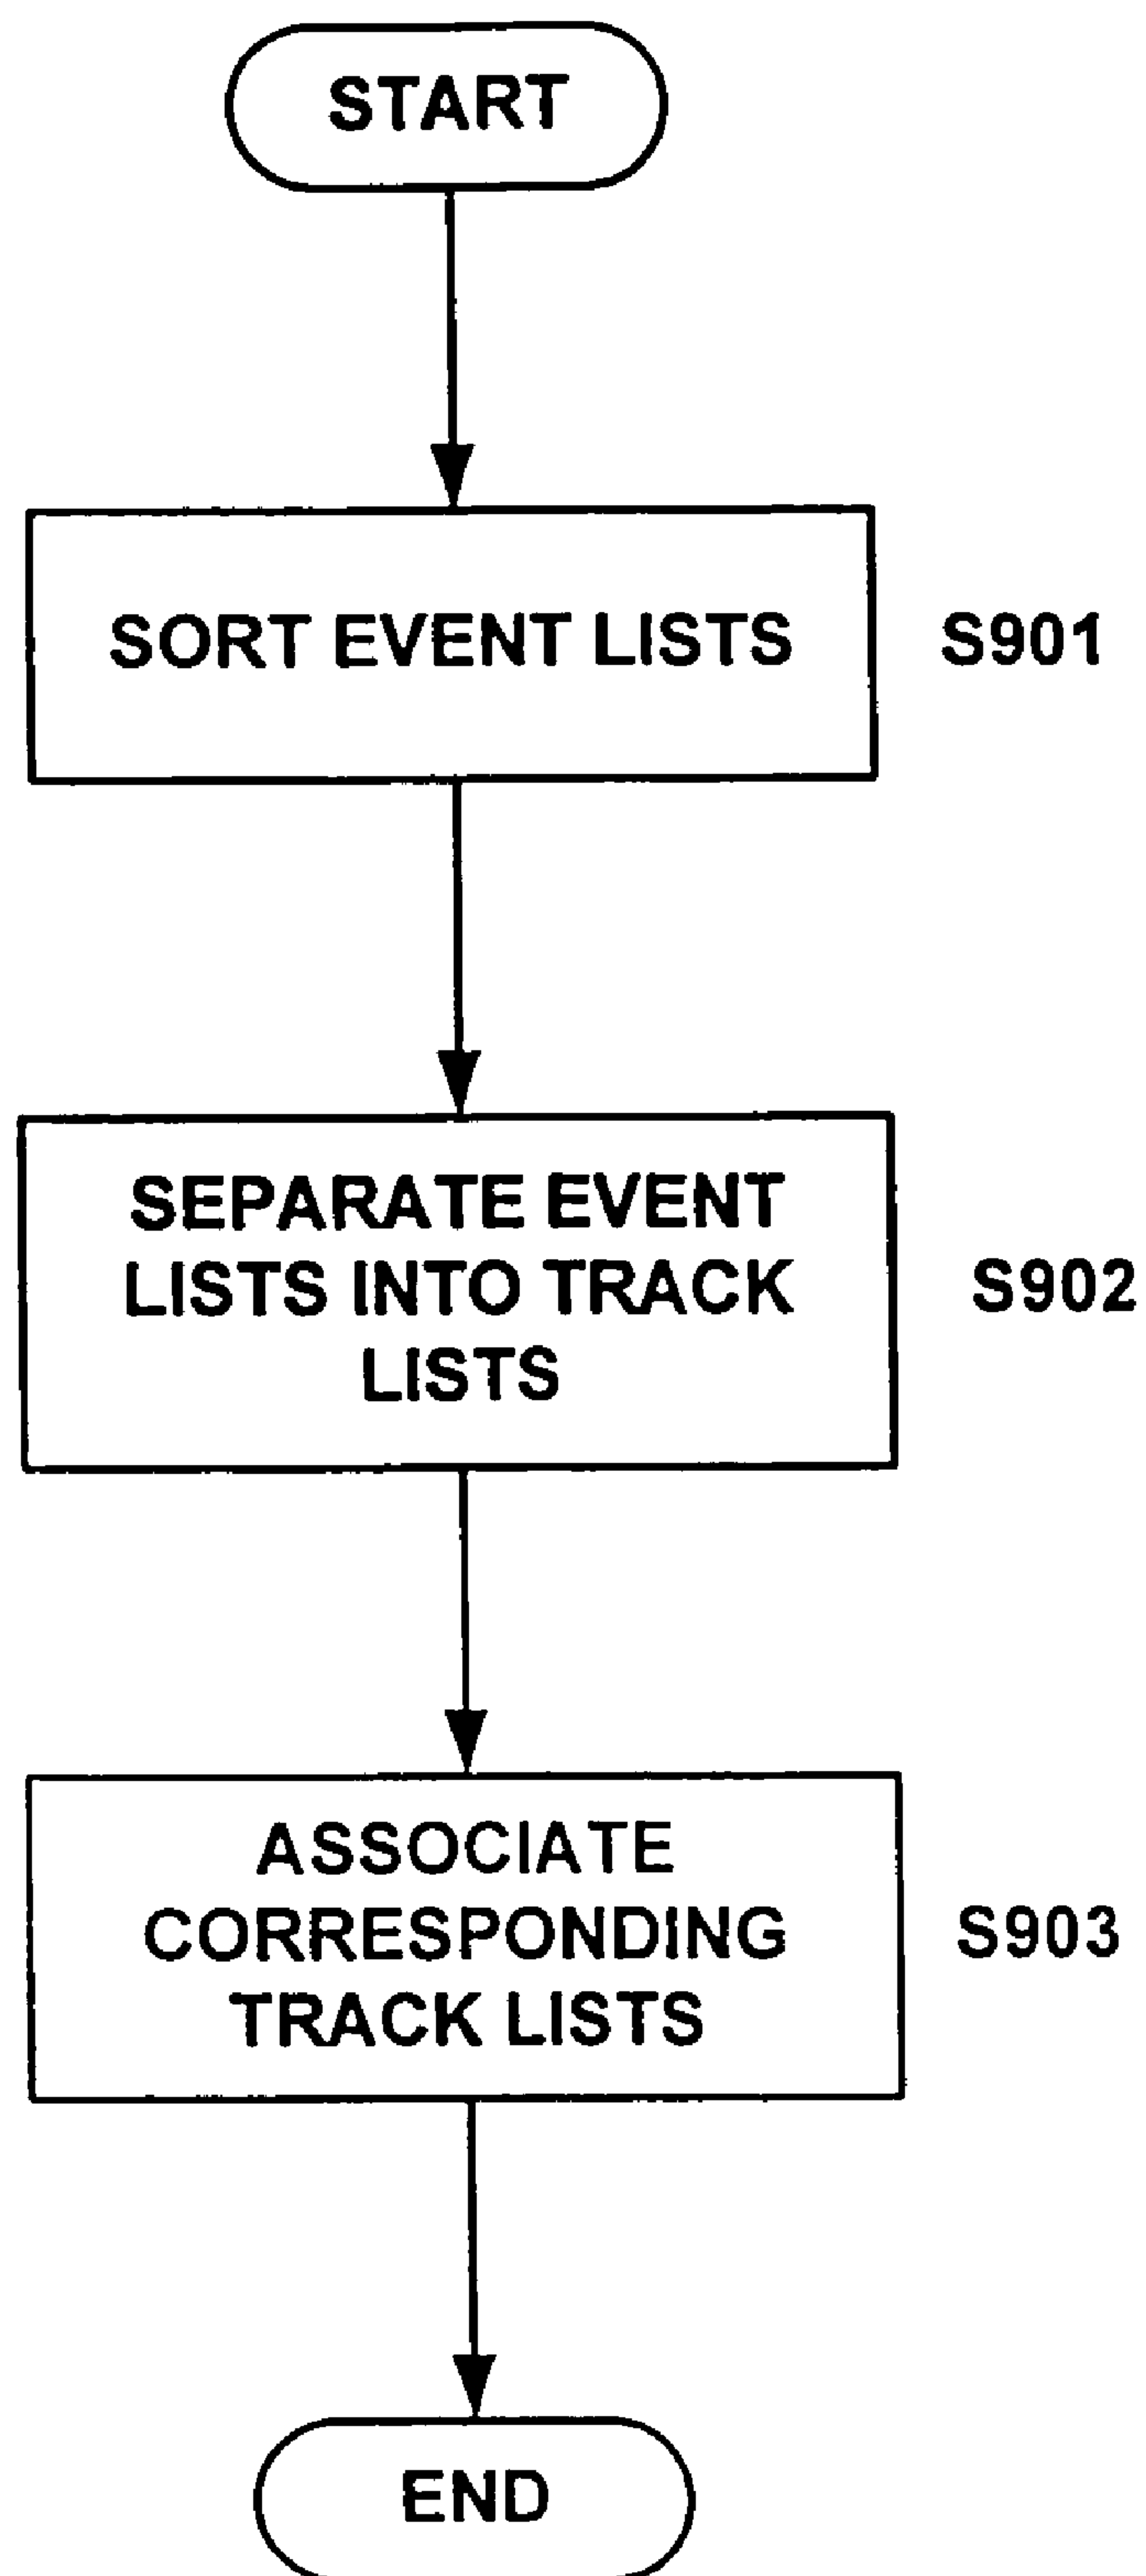 START
SORT EVENT LISTS
S901
SEPARATE EVENT
LISTS INTO TRACK
LISTS
S902
ASSOCIATE
CORRESPONDING
TRACK LISTS
S903
END